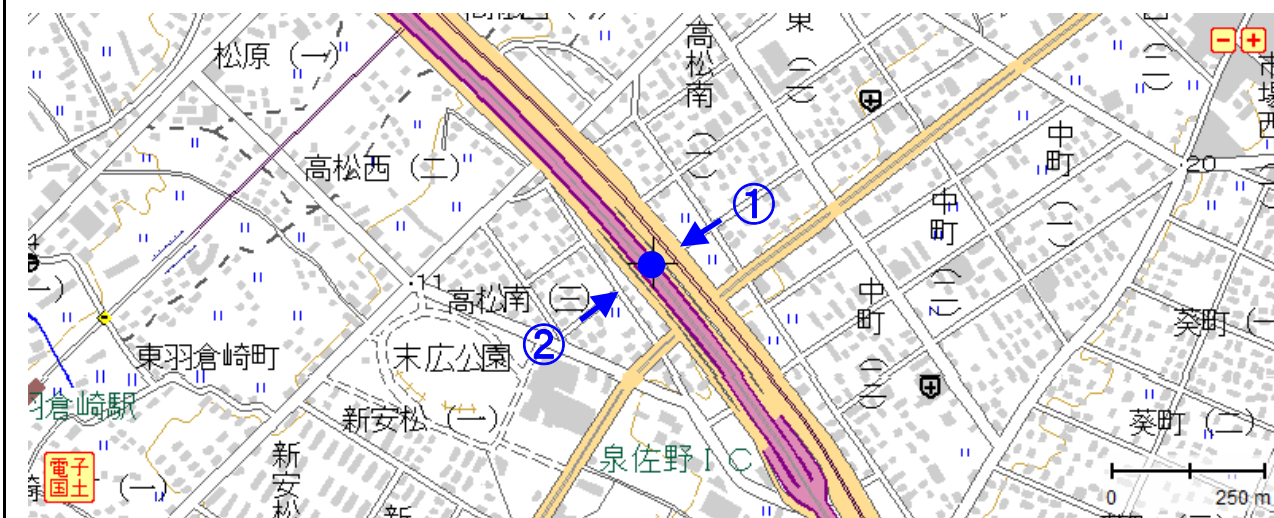 松原 (一)
高松西 (二)
高松南 (一)
東 (二)
中町 (一)
中町 (二)
中町 (三)
市場西
20
①
②
11
高松南 (三)
末広公園
東羽倉崎町
羽倉崎駅
新安松 (一)
新安松
泉佐野IC
葵町 (一
葵町 (二)
電子
国土
0 250 m